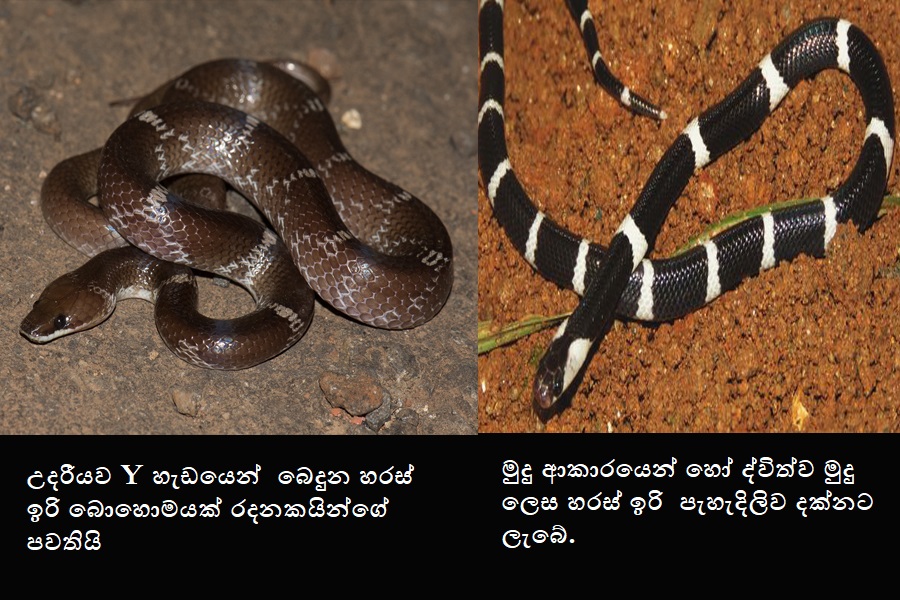 උදරීයව Y හැඩයෙන් බෙදුන හරස්
ඉරි බොහොමයක් රදනකයින්ගේ
පවතියි
මුදු ආකාරයෙන් හෝ ද්විත්ව මුදු
ලෙස හරස් ඉරි පැහැදිලිව දක්නට
ලැබේ.